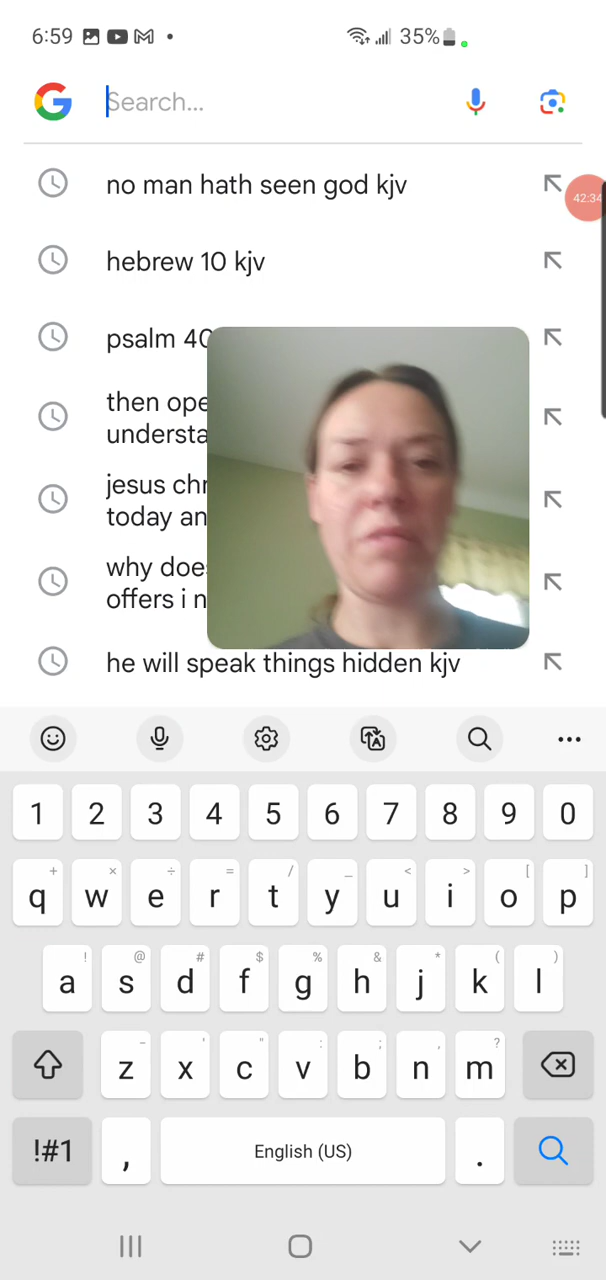 6:59
35%
Search...
no man hath seen god kjv
42:34
hebrew 10 kjv
psalm 40
then ope
understa
jesus chr
today an
why does
offers i n
he will speak things hidden kjv
1 2 3 4 5 6 7 8 9 0
+ × ÷ = / _ < > [ ]
q w e r t y u i o p
! @ # $ % & * ( )
a s d f g h j k l
- ' " : ; , ?
z x c v b n m
!#1 , English (US) .